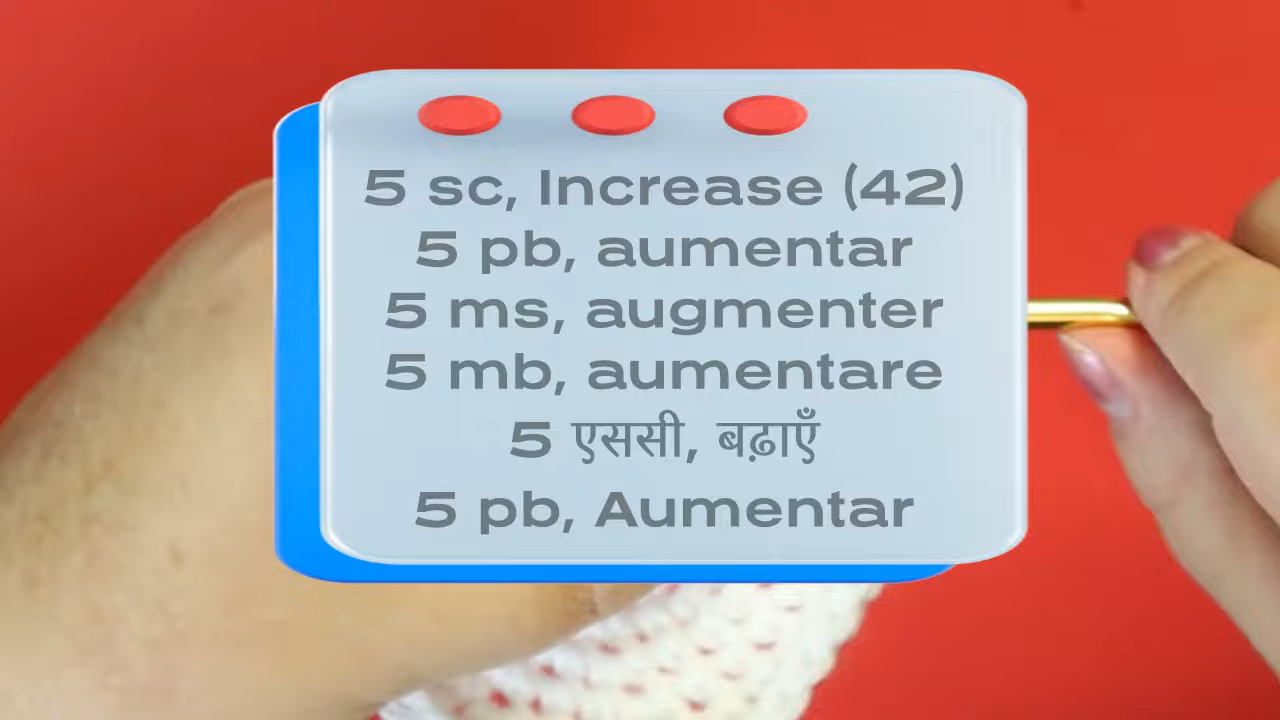 5 sc, Increase (42)
5 pb, aumentar
5 ms, augmenter
5 mb, aumentare
5 एससी, बढ़ाएँ
5 pb, Aumentar